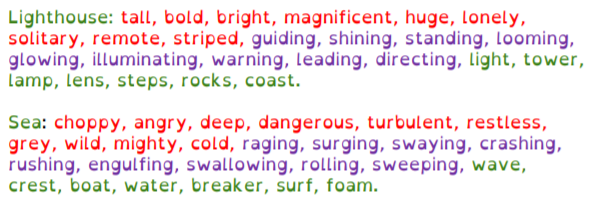 Lighthouse: tall, bold, bright, magnificent, huge, lonely,
solitary, remote, striped, guiding, shining, standing, looming,
glowing, illuminating, warning, leading, directing, light, tower,
lamp, lens, steps, rocks, coast.
Sea: choppy, angry, deep, dangerous, turbulent, restless,
grey, wild, mighty, cold, raging, surging, swaying, crashing,
rushing, engulfing, swallowing, rolling, sweeping, wave,
crest, boat, water, breaker, surf, foam.